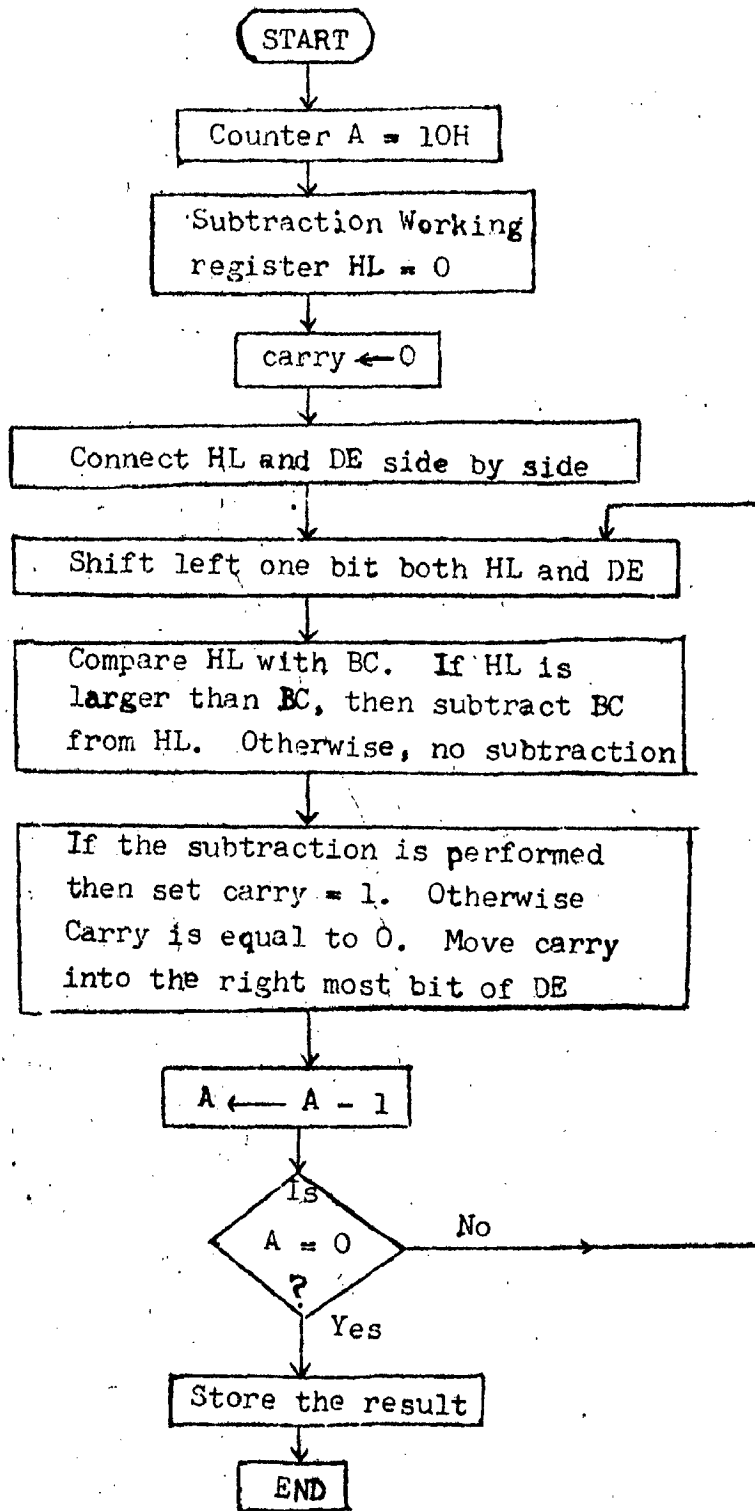 START
Counter A = 10H
Subtraction Working
register HL = 0
carry ← 0
Connect HL and DE side by side
Shift left one bit both HL and DE
Compare HL with BC. If HL is
larger than BC, then subtract BC
from HL. Otherwise, no subtraction
If the subtraction is performed
then set carry = 1. Otherwise
Carry is equal to 0. Move carry
into the right most bit of DE
A ← A - 1
Is
A = 0
?
No
Yes
Store the result
END